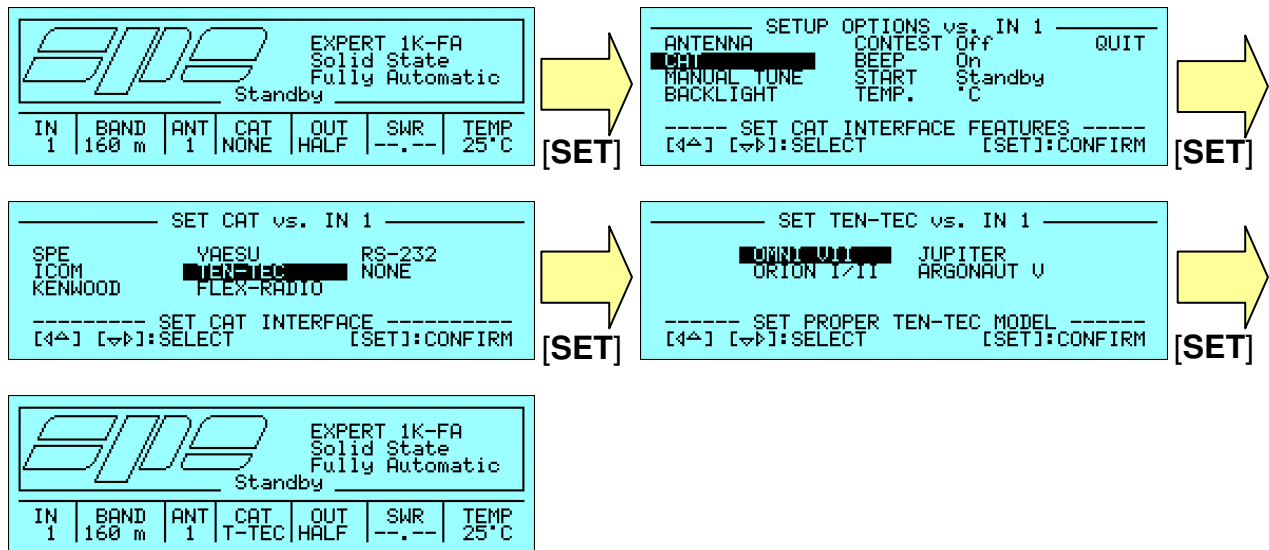 spe
EXPERT 1K-FA
Solid State
Fully Automatic
Standby
IN BAND ANT CAT OUT SWR TEMP
1 160 m 1 NONE HALF --.-- 25°C
[SET]
SETUP OPTIONS vs. IN 1
ANTENNA CONTEST Off QUIT
CAT BEEP On
MANUAL TUNE START Standby
BACKLIGHT TEMP. °C
----- SET CAT INTERFACE FEATURES -----
[◁△] [▽▷]:SELECT [SET]:CONFIRM
[SET]
SET CAT vs. IN 1
SPE YAESU RS-232
ICOM TEN-TEC NONE
KENWOOD FLEX-RADIO
--------- SET CAT INTERFACE ----------
[◁△] [▽▷]:SELECT [SET]:CONFIRM
[SET]
SET TEN-TEC vs. IN 1
OMNI VII JUPITER
ORION I/II ARGONAUT V
------ SET PROPER TEN-TEC MODEL ------
[◁△] [▽▷]:SELECT [SET]:CONFIRM
[SET]
spe
EXPERT 1K-FA
Solid State
Fully Automatic
Standby
IN BAND ANT CAT OUT SWR TEMP
1 160 m 1 T-TEC HALF --.-- 25°C